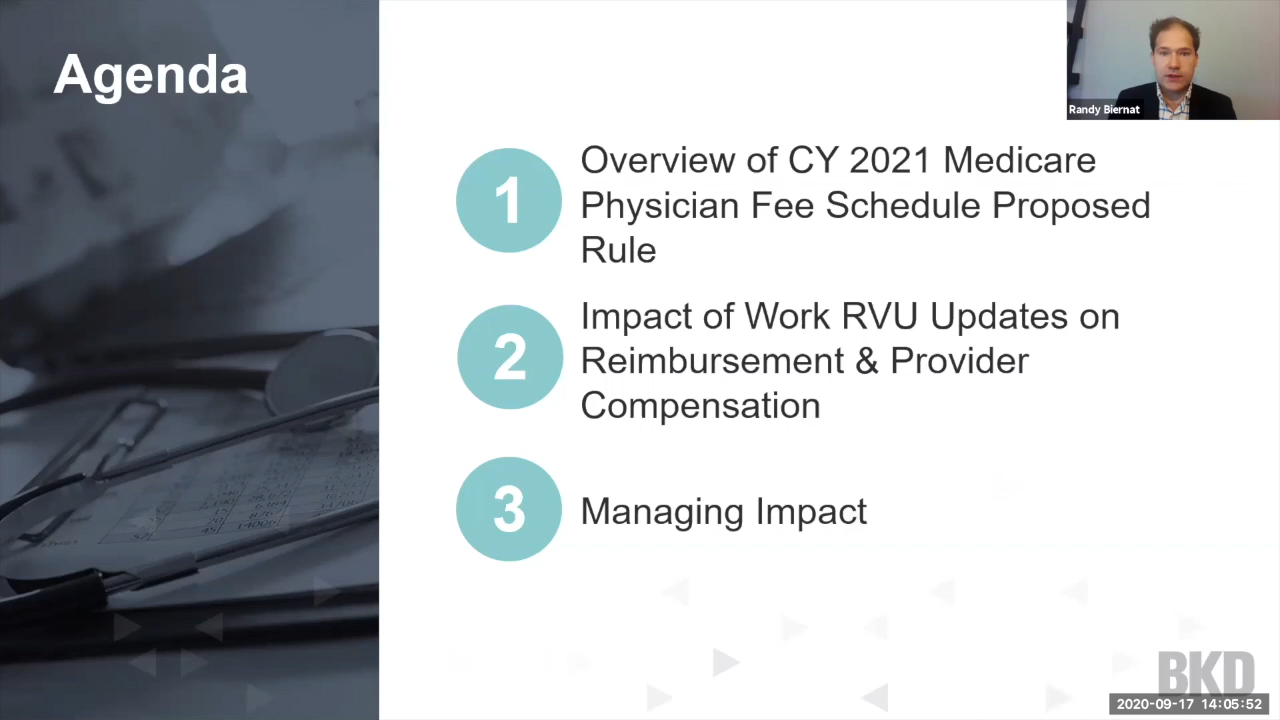 Agenda
Randy Biernat
1
Overview of CY 2021 Medicare
Physician Fee Schedule Proposed
Rule
2
Impact of Work RVU Updates on
Reimbursement & Provider
Compensation
3
Managing Impact
BKD
2020-09-17 14:05:52